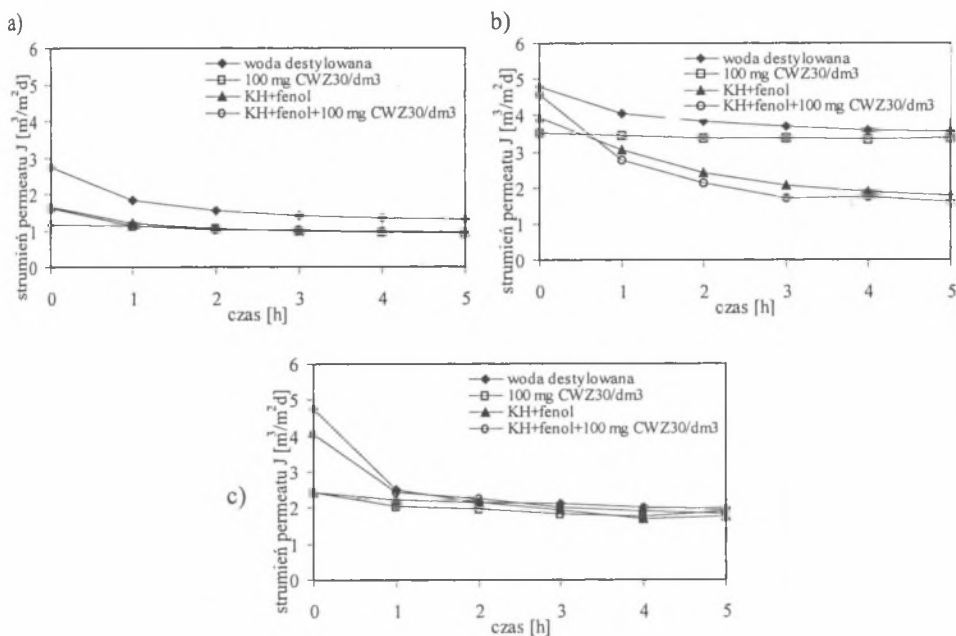 a)
6
5
4
3
2
1
0
strumień permeatu J [m³/m²d]
woda destylowana
100 mg CWZ30/dm3
KH+fenol
KH+fenol+100 mg CWZ30/dm3
0 1 2 3 4 5
czas [h]
b)
6
5
4
3
2
1
0
strumień permeatu J [m³/m²d]
woda destylowana
100 mg CWZ30/dm3
KH+fenol
KH+fenol+100 mg CWZ30/dm3
0 1 2 3 4 5
czas [h]
c)
6
5
4
3
2
1
0
strumień permeatu J [m³/m²d]
woda destylowana
100 mg CWZ30/dm3
KH+fenol
KH+fenol+100 mg CWZ30/dm3
0 1 2 3 4 5
czas [h]